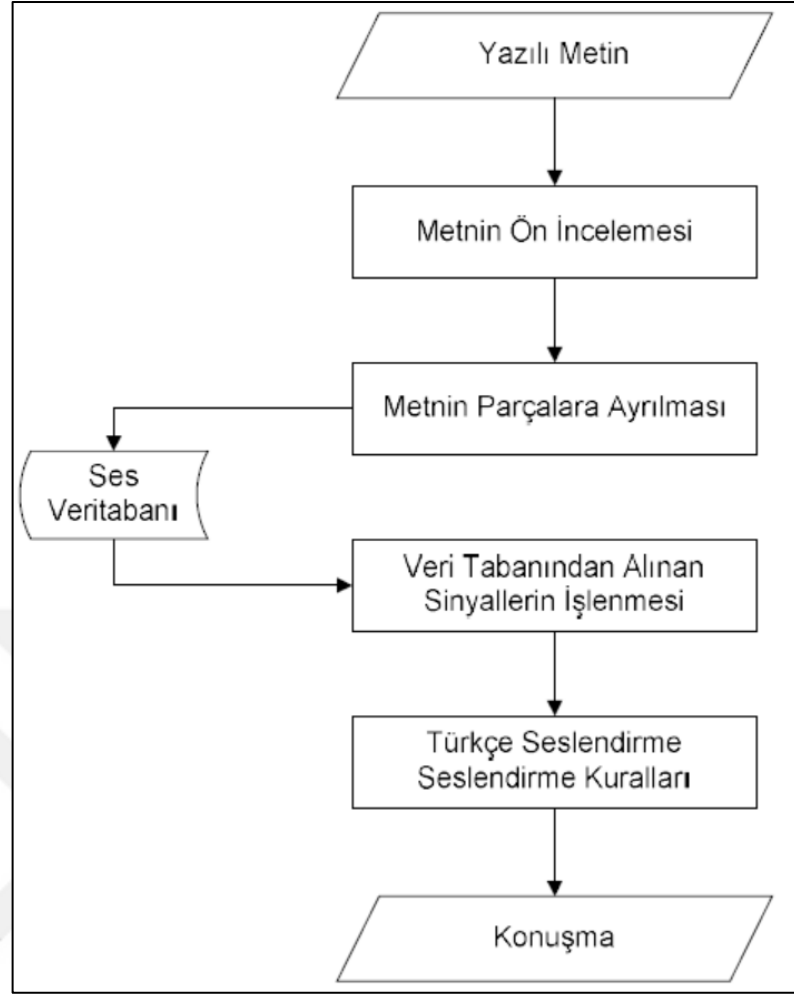 Yazılı Metin
Metnin Ön İncelemesi
Metnin Parçalara Ayrılması
Ses
Veritabanı
Veri Tabanından Alınan
Sinyallerin İşlenmesi
Türkçe Seslendirme
Seslendirme Kuralları
Konuşma